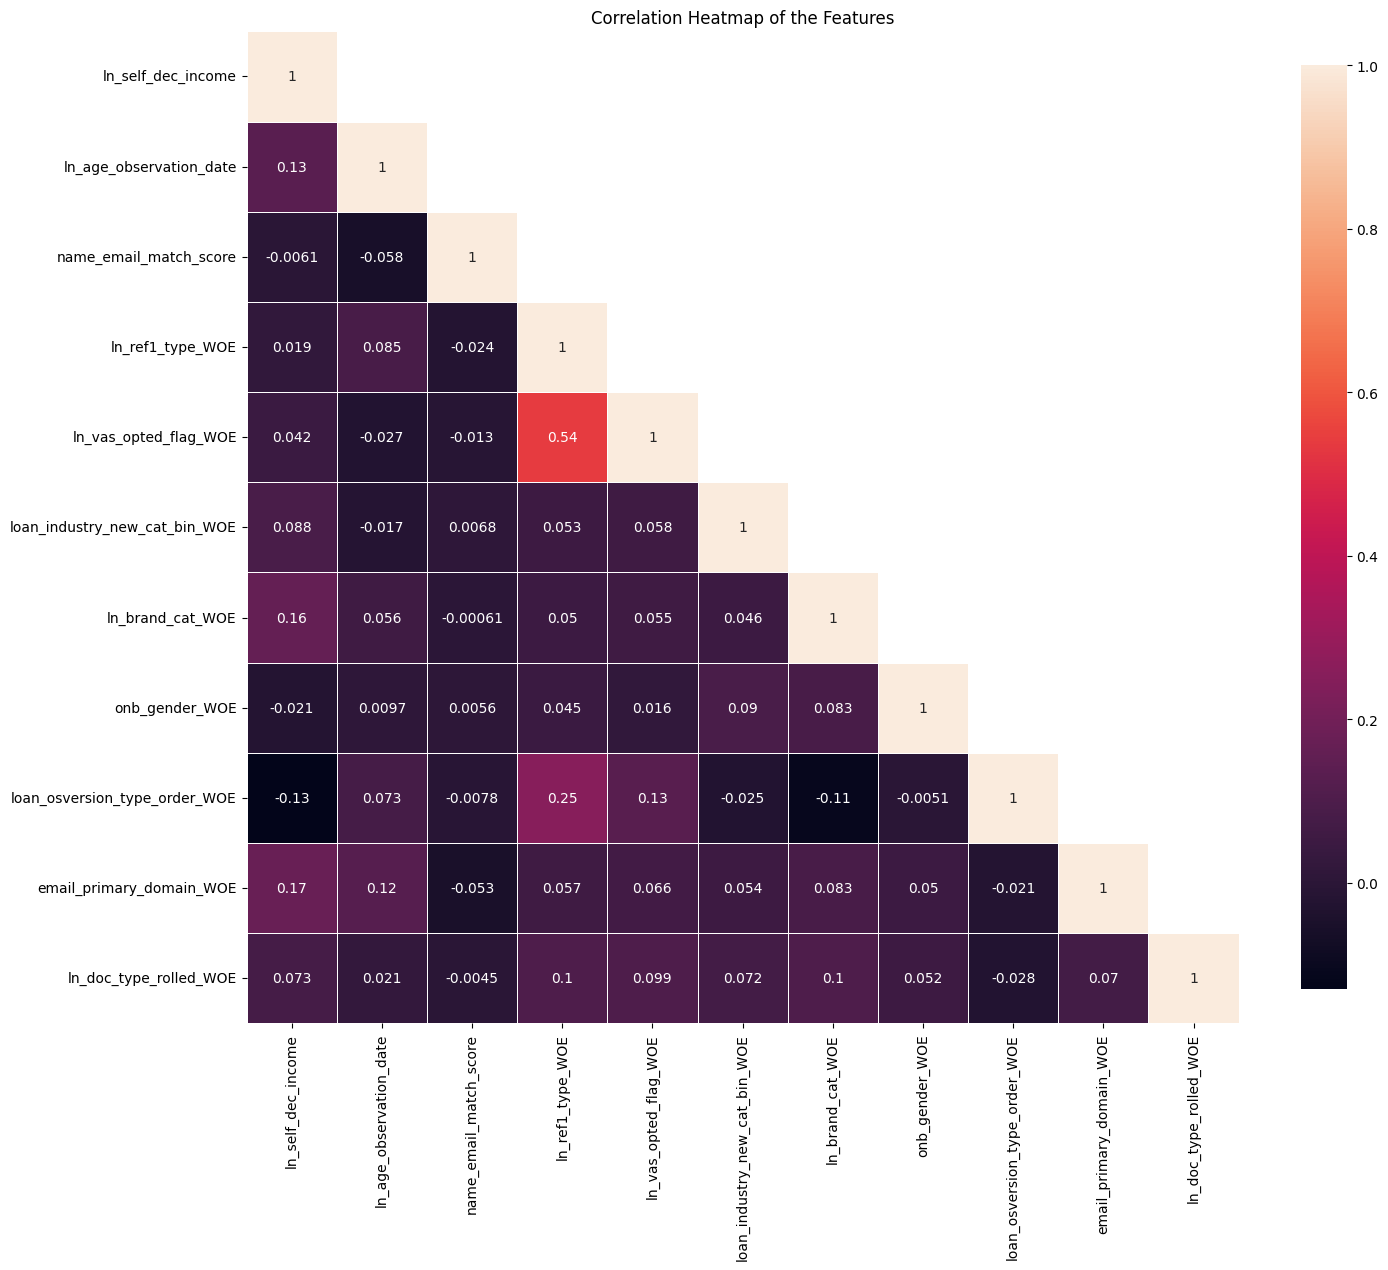 Correlation Heatmap of the Features
ln_self_dec_income 1 1.0
ln_age_observation_date 0.13 1
0.8
name_email_match_score -0.0061 -0.058 1
ln_ref1_type_WOE 0.019 0.085 -0.024 1
0.6
ln_vas_opted_flag_WOE 0.042 -0.027 -0.013 0.54 1
loan_industry_new_cat_bin_WOE 0.088 -0.017 0.0068 0.053 0.058 1
0.4
ln_brand_cat_WOE 0.16 0.056 -0.00061 0.05 0.055 0.046 1
onb_gender_WOE -0.021 0.0097 0.0056 0.045 0.016 0.09 0.083 1
0.2
loan_osversion_type_order_WOE -0.13 0.073 -0.0078 0.25 0.13 -0.025 -0.11 -0.0051 1
email_primary_domain_WOE 0.17 0.12 -0.053 0.057 0.066 0.054 0.083 0.05 -0.021 1
0.0
ln_doc_type_rolled_WOE 0.073 0.021 -0.0045 0.1 0.099 0.072 0.1 0.052 -0.028 0.07 1
ln_self_dec_income
ln_age_observation_date
name_email_match_score
ln_ref1_type_WOE
ln_vas_opted_flag_WOE
loan_industry_new_cat_bin_WOE
ln_brand_cat_WOE
onb_gender_WOE
loan_osversion_type_order_WOE
email_primary_domain_WOE
ln_doc_type_rolled_WOE